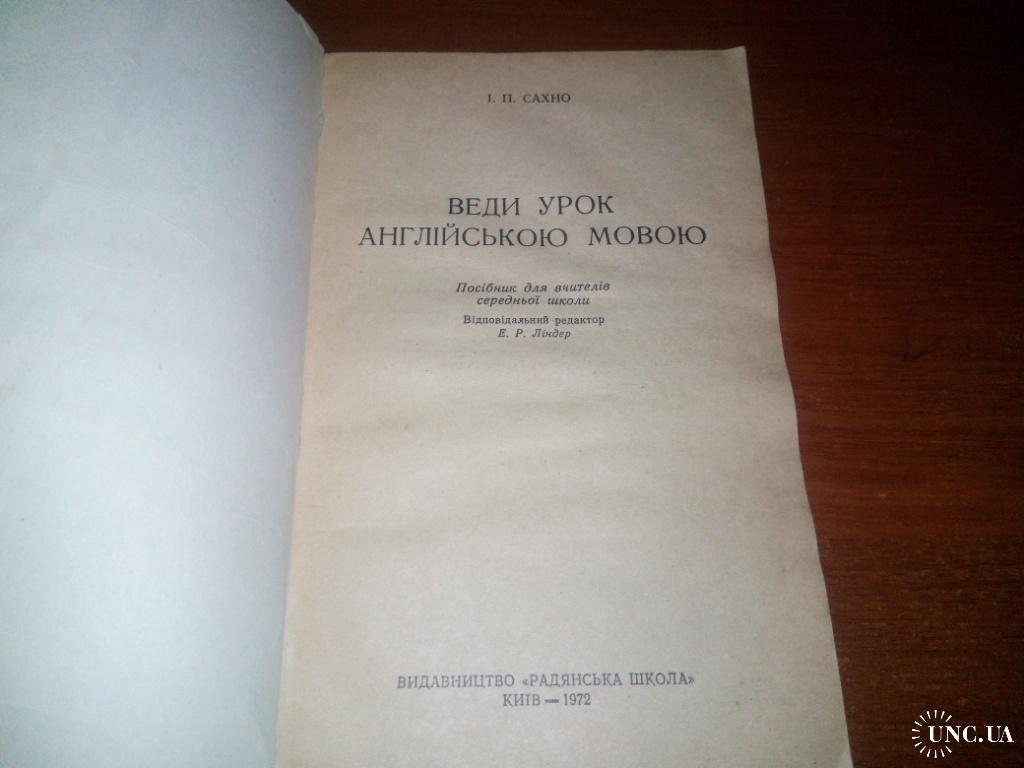 І. П. САХНО
ВЕДИ УРОК
АНГЛІЙСЬКОЮ МОВОЮ
Посібник для вчителів
середньої школи
Відповідальний редактор
Е. Р. Ліндер
ВИДАВНИЦТВО «РАДЯНСЬКА ШКОЛА»
КИЇВ — 1972
UNC.UA